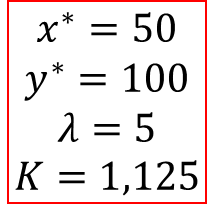 x* = 50
y* = 100
λ = 5
K = 1,125